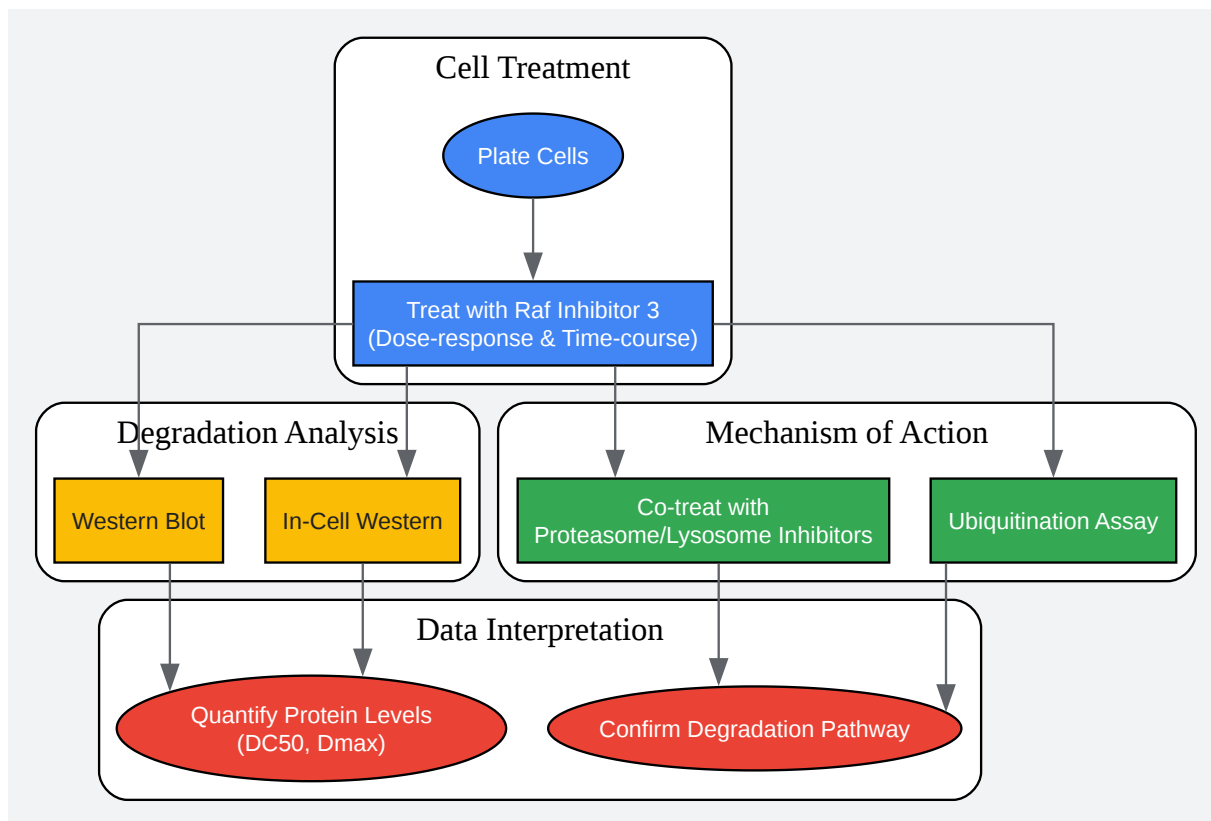 Cell Treatment
Plate Cells
Treat with Raf Inhibitor 3
(Dose-response & Time-course)
Degradation Analysis
Western Blot
In-Cell Western
Mechanism of Action
Co-treat with
Proteasome/Lysosome Inhibitors
Ubiquitination Assay
Data Interpretation
Quantify Protein Levels
(DC50, Dmax)
Confirm Degradation Pathway